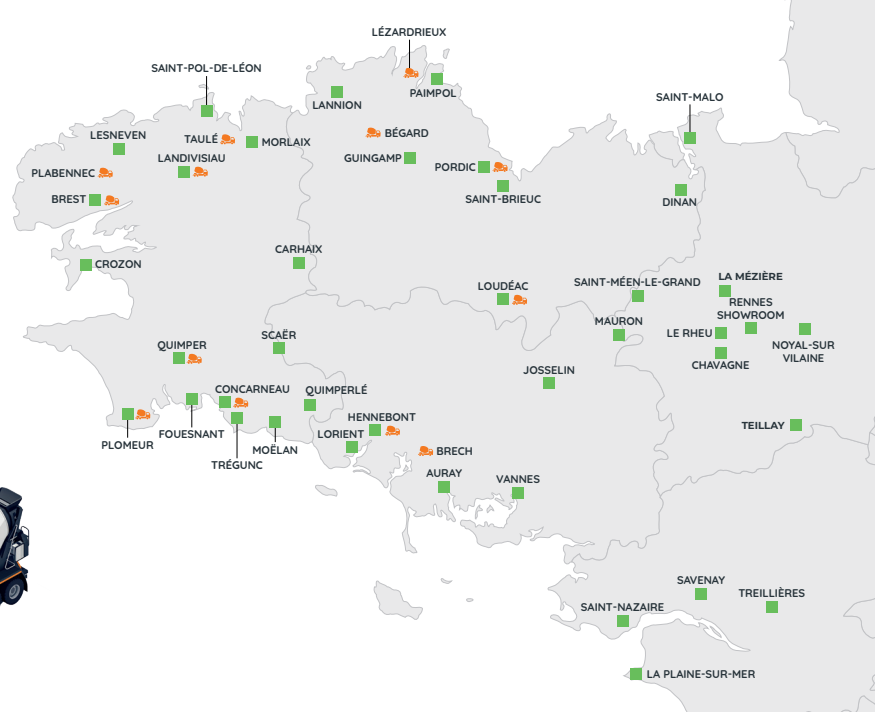 LÉZARDRIEUX
SAINT-POL-DE-LÉON
PAIMPOL
LANNION
SAINT-MALO
LESNEVEN
TAULÉ
MORLAIX
BÉGARD
LANDIVISIAU
GUINGAMP
PORDIC
PLABENNEC
BREST
SAINT-BRIEUC
DINAN
CARHAIX
CROZON
LOUDÉAC
SAINT-MÉEN-LE-GRAND
LA MÉZIÈRE
RENNES
SHOWROOM
MAURON
LE RHEU
NOYAL-SUR
VILAINE
CHAVAGNE
SCAËR
QUIMPER
JOSSELIN
CONCARNEAU
QUIMPERLÉ
HENNEBONT
PLOMEUR
FOUESNANT
MOËLAN
TRÉGUNC
LORIENT
TEILLAY
BRECH
AURAY
VANNES
SAVENAY
TREILLIÈRES
SAINT-NAZAIRE
LA PLAINE-SUR-MER